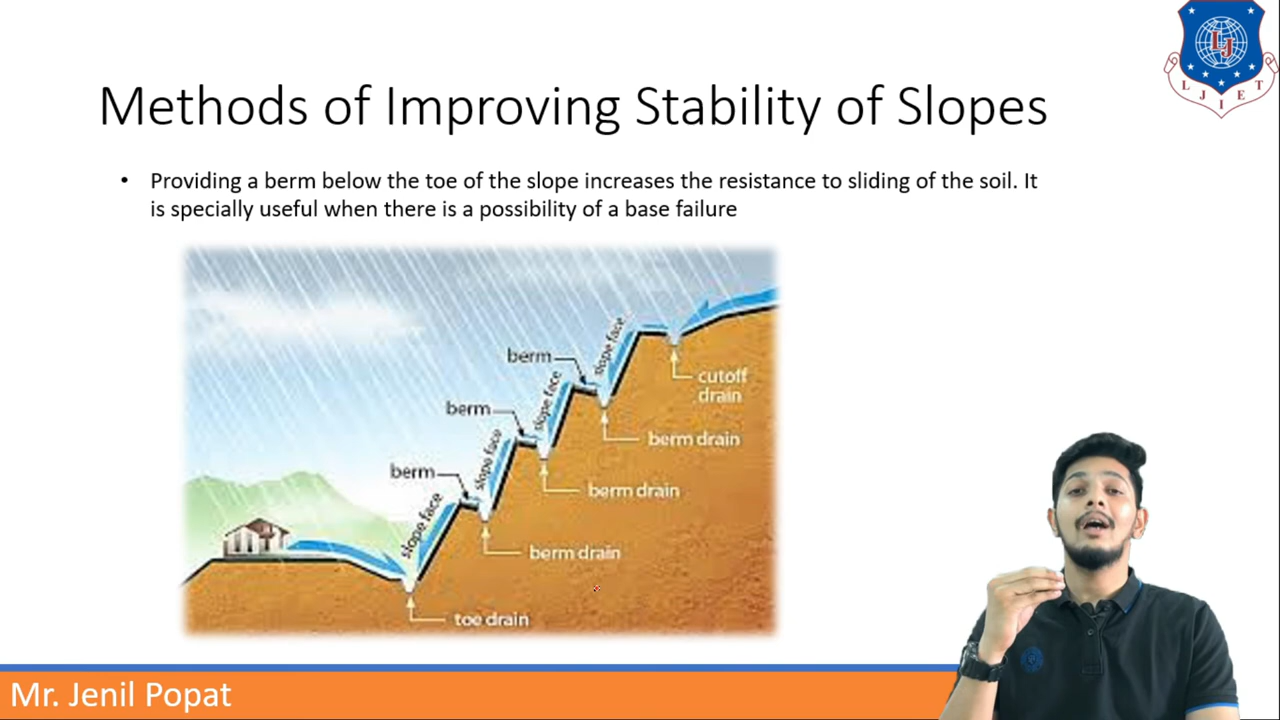 L J I E T
LJ
Methods of Improving Stability of Slopes
• Providing a berm below the toe of the slope increases the resistance to sliding of the soil. It
is specially useful when there is a possibility of a base failure
slope face
berm
cutoff
drain
slope face
berm
berm drain
slope face
berm
berm drain
slope face
berm drain
toe drain
Mr. Jenil Popat